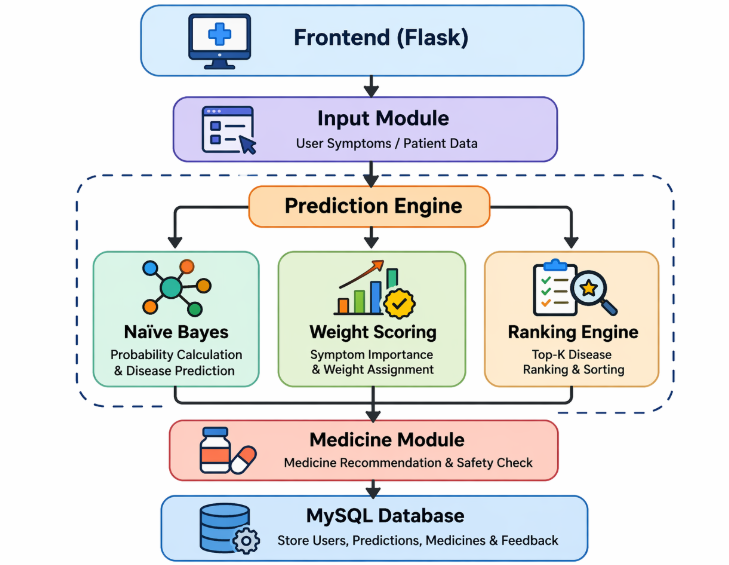 Frontend (Flask)
Input Module
User Symptoms / Patient Data
Prediction Engine
Naïve Bayes
Probability Calculation
& Disease Prediction
Weight Scoring
Symptom Importance
& Weight Assignment
Ranking Engine
Top-K Disease
Ranking & Sorting
Medicine Module
Medicine Recommendation & Safety Check
MySQL Database
Store Users, Predictions, Medicines & Feedback